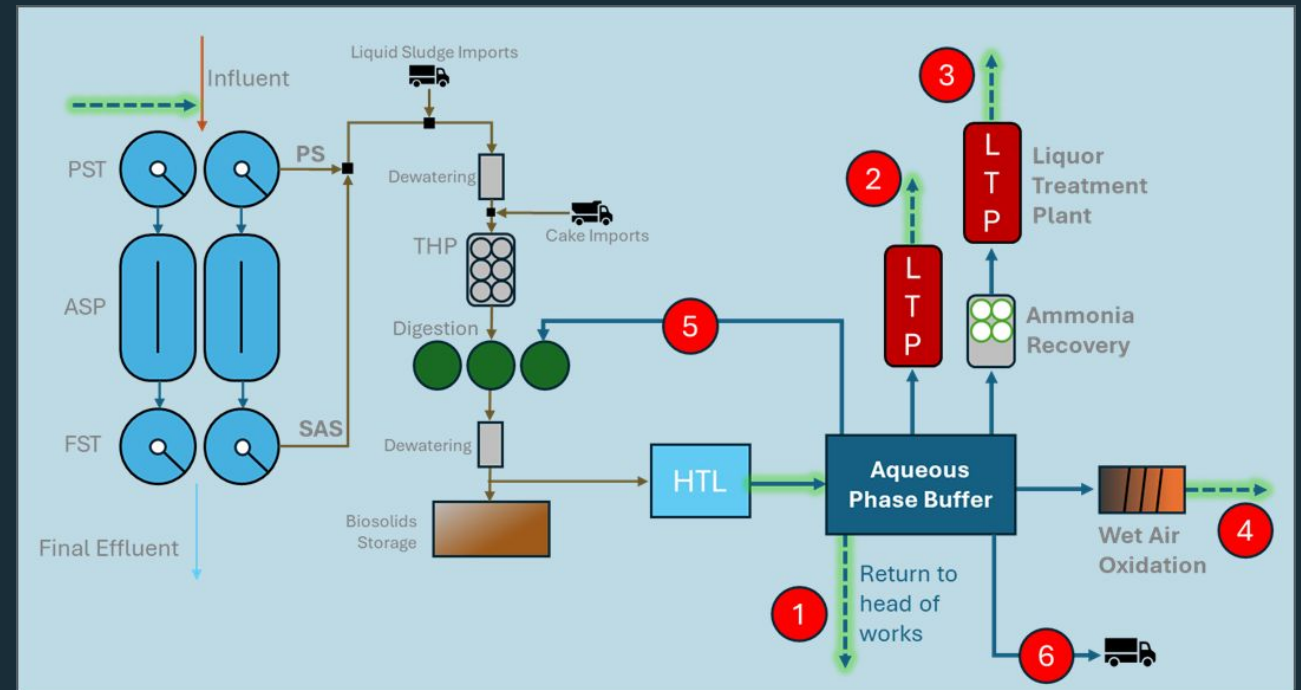 Influent
Liquid Sludge Imports
PST
PS
Dewatering
Cake Imports
THP
ASP
Digestion
5
FST
SAS
Dewatering
Biosolids
Storage
Final Effluent
HTL
Aqueous
Phase Buffer
2
L
T
P
3
L
T
P
Liquor
Treatment
Plant
Ammonia
Recovery
Wet Air
Oxidation
4
1
Return to
head of
works
6